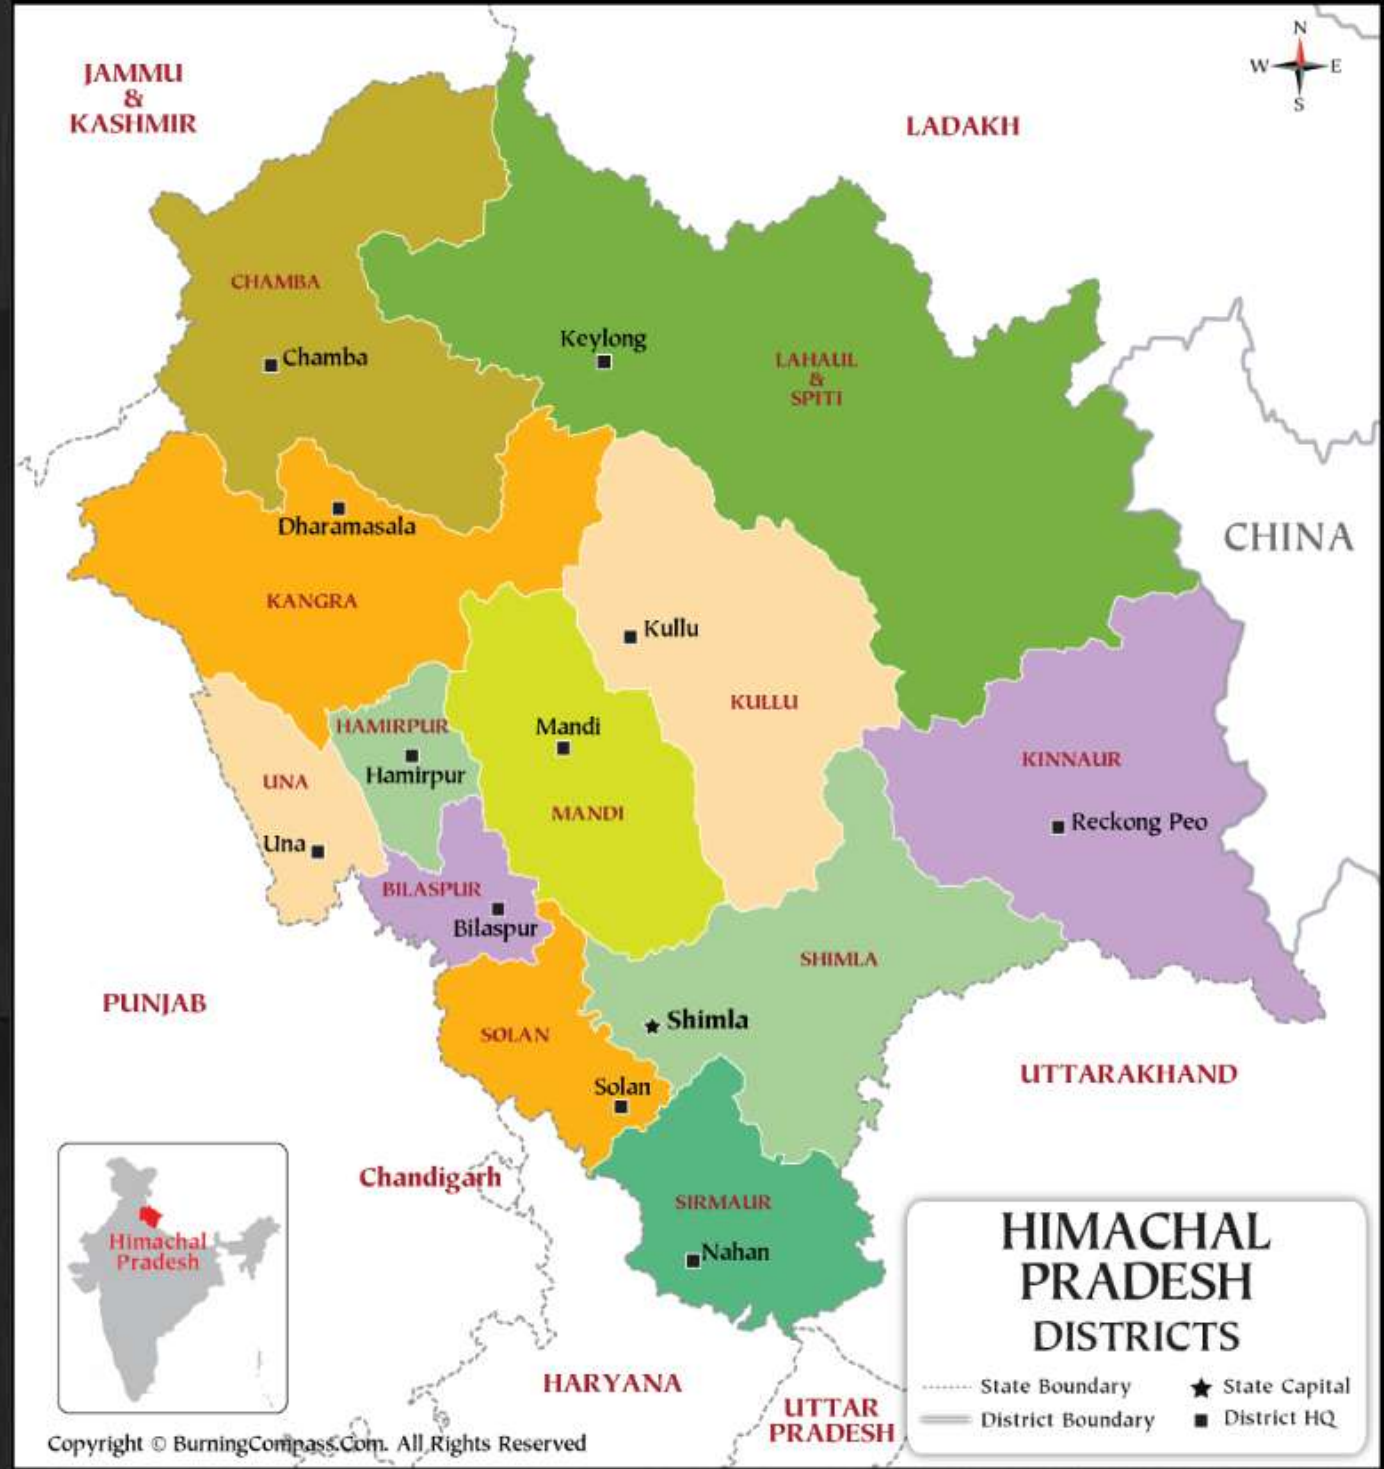 N
W E
S
JAMMU
&
KASHMIR
LADAKH
CHAMBA
Chamba
Keylong
LAHAUL
&
SPITI
CHINA
Dharamasala
KANGRA
Kullu
KULLU
HAMIRPUR
Hamirpur
Mandi
MANDI
UNA
Una
KINNAUR
Reckong Peo
BILASPUR
Bilaspur
SHIMLA
Shimla
PUNJAB
SOLAN
Solan
UTTARAKHAND
Chandigarh
SIRMAUR
Nahan
HARYANA
UTTAR
PRADESH
Himachal
Pradesh
HIMACHAL
PRADESH
DISTRICTS
State Boundary
State Capital
District Boundary
District HQ
Copyright © BurningCompass.Com. All Rights Reserved